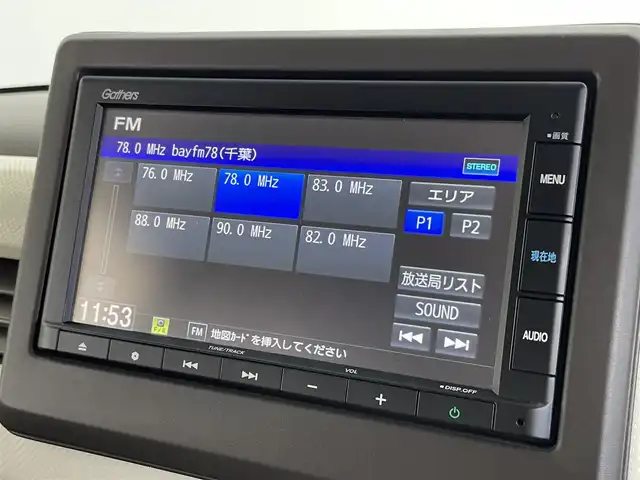 Gathers
FM
■画質
78.0 MHz bayfm78(千葉)
STEREO
76.0 MHz
78.0 MHz
83.0 MHz
エリア
MENU
P1
P2
88.0 MHz
90.0 MHz
82.0 MHz
現在地
放送局リスト
SOUND
AUDIO
11:53
FM
地図ｶｰﾄﾞを挿入してください
TUNE/TRACK
VOL
●DISP.OFF